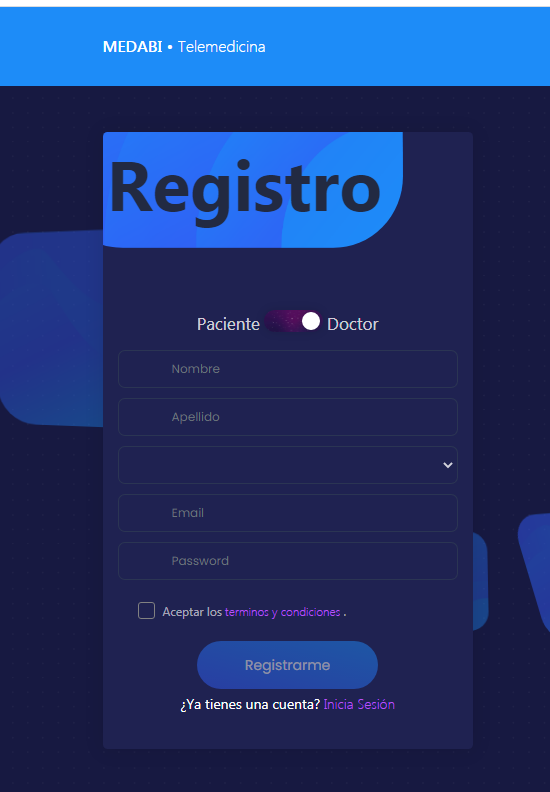 MEDABI • Telemedicina
Registro
Paciente Doctor
Nombre
Apellido
Email
Password
Aceptar los terminos y condiciones .
Registrarme
¿Ya tienes una cuenta? Inicia Sesión